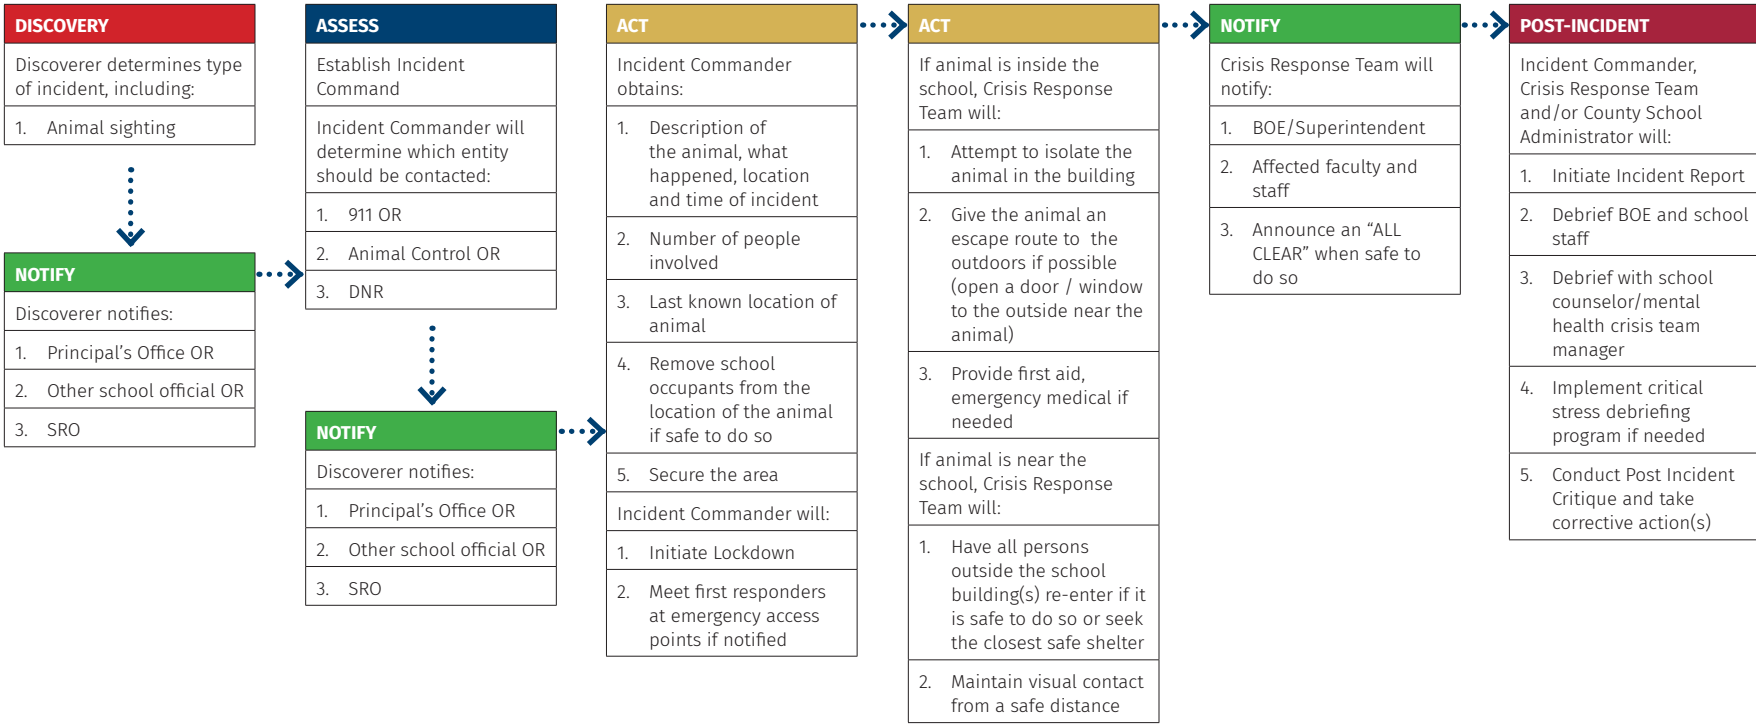 DISCOVERY
Discoverer determines type
of incident, including:
1. Animal sighting
NOTIFY
Discoverer notifies:
1. Principal's Office OR
2. Other school official OR
3. SRO
ASSESS
Establish Incident
Command
Incident Commander will
determine which entity
should be contacted:
1. 911 OR
2. Animal Control OR
3. DNR
NOTIFY
Discoverer notifies:
1. Principal's Office OR
2. Other school official OR
3. SRO
ACT
Incident Commander
obtains:
1. Description of
the animal, what
happened, location
and time of incident
2. Number of people
involved
3. Last known location of
animal
4. Remove school
occupants from the
location of the animal
if safe to do so
5. Secure the area
Incident Commander will:
1. Initiate Lockdown
2. Meet first responders
at emergency access
points if notified
ACT
If animal is inside the
school, Crisis Response
Team will:
1. Attempt to isolate the
animal in the building
2. Give the animal an
escape route to the
outdoors if possible
(open a door / window
to the outside near the
animal)
3. Provide first aid,
emergency medical if
needed
If animal is near the
school, Crisis Response
Team will:
1. Have all persons
outside the school
building(s) re-enter if it
is safe to do so or seek
the closest safe shelter
2. Maintain visual contact
from a safe distance
NOTIFY
Crisis Response Team will
notify:
1. BOE/Superintendent
2. Affected faculty and
staff
3. Announce an “ALL
CLEAR” when safe to
do so
POST-INCIDENT
Incident Commander,
Crisis Response Team
and/or County School
Administrator will:
1. Initiate Incident Report
2. Debrief BOE and school
staff
3. Debrief with school
counselor/mental
health crisis team
manager
4. Implement critical
stress debriefing
program if needed
5. Conduct Post Incident
Critique and take
corrective action(s)